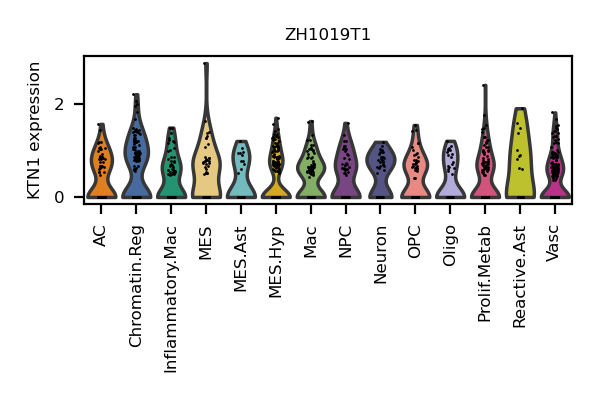 ZH1019T1
KTN1 expression
2
0
AC
Chromatin.Reg
Inflammatory.Mac
MES
MES.Ast
MES.Hyp
Mac
NPC
Neuron
OPC
Oligo
Prolif.Metab
Reactive.Ast
Vasc